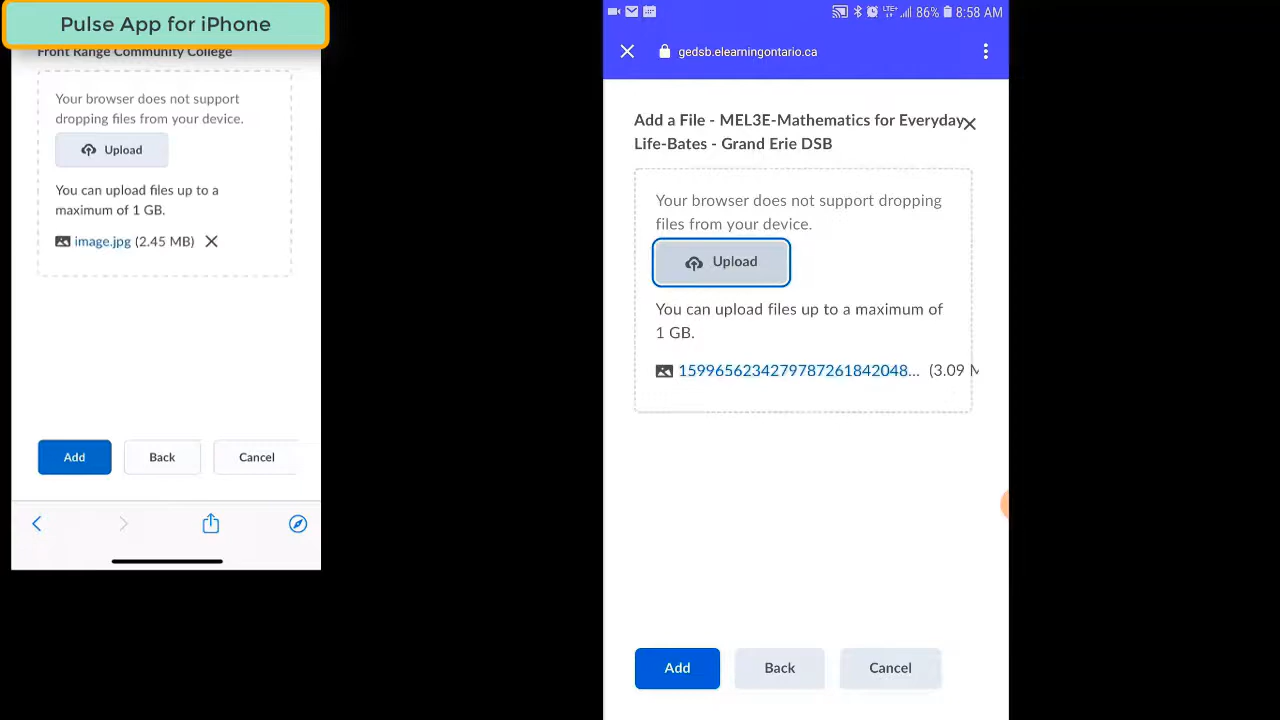 Pulse App for iPhone
Front Range Community College
Your browser does not support
dropping files from your device.
Upload
You can upload files up to a
maximum of 1 GB.
image.jpg (2.45 MB)
Add
Back
Cancel
LTE+ 86% 8:58 AM
gedsb.elearningontario.ca
Add a File - MEL3E-Mathematics for Everyday
Life-Bates - Grand Erie DSB
Your browser does not support dropping
files from your device.
Upload
You can upload files up to a maximum of
1 GB.
1599656234279787261842048... (3.09 M
Add
Back
Cancel